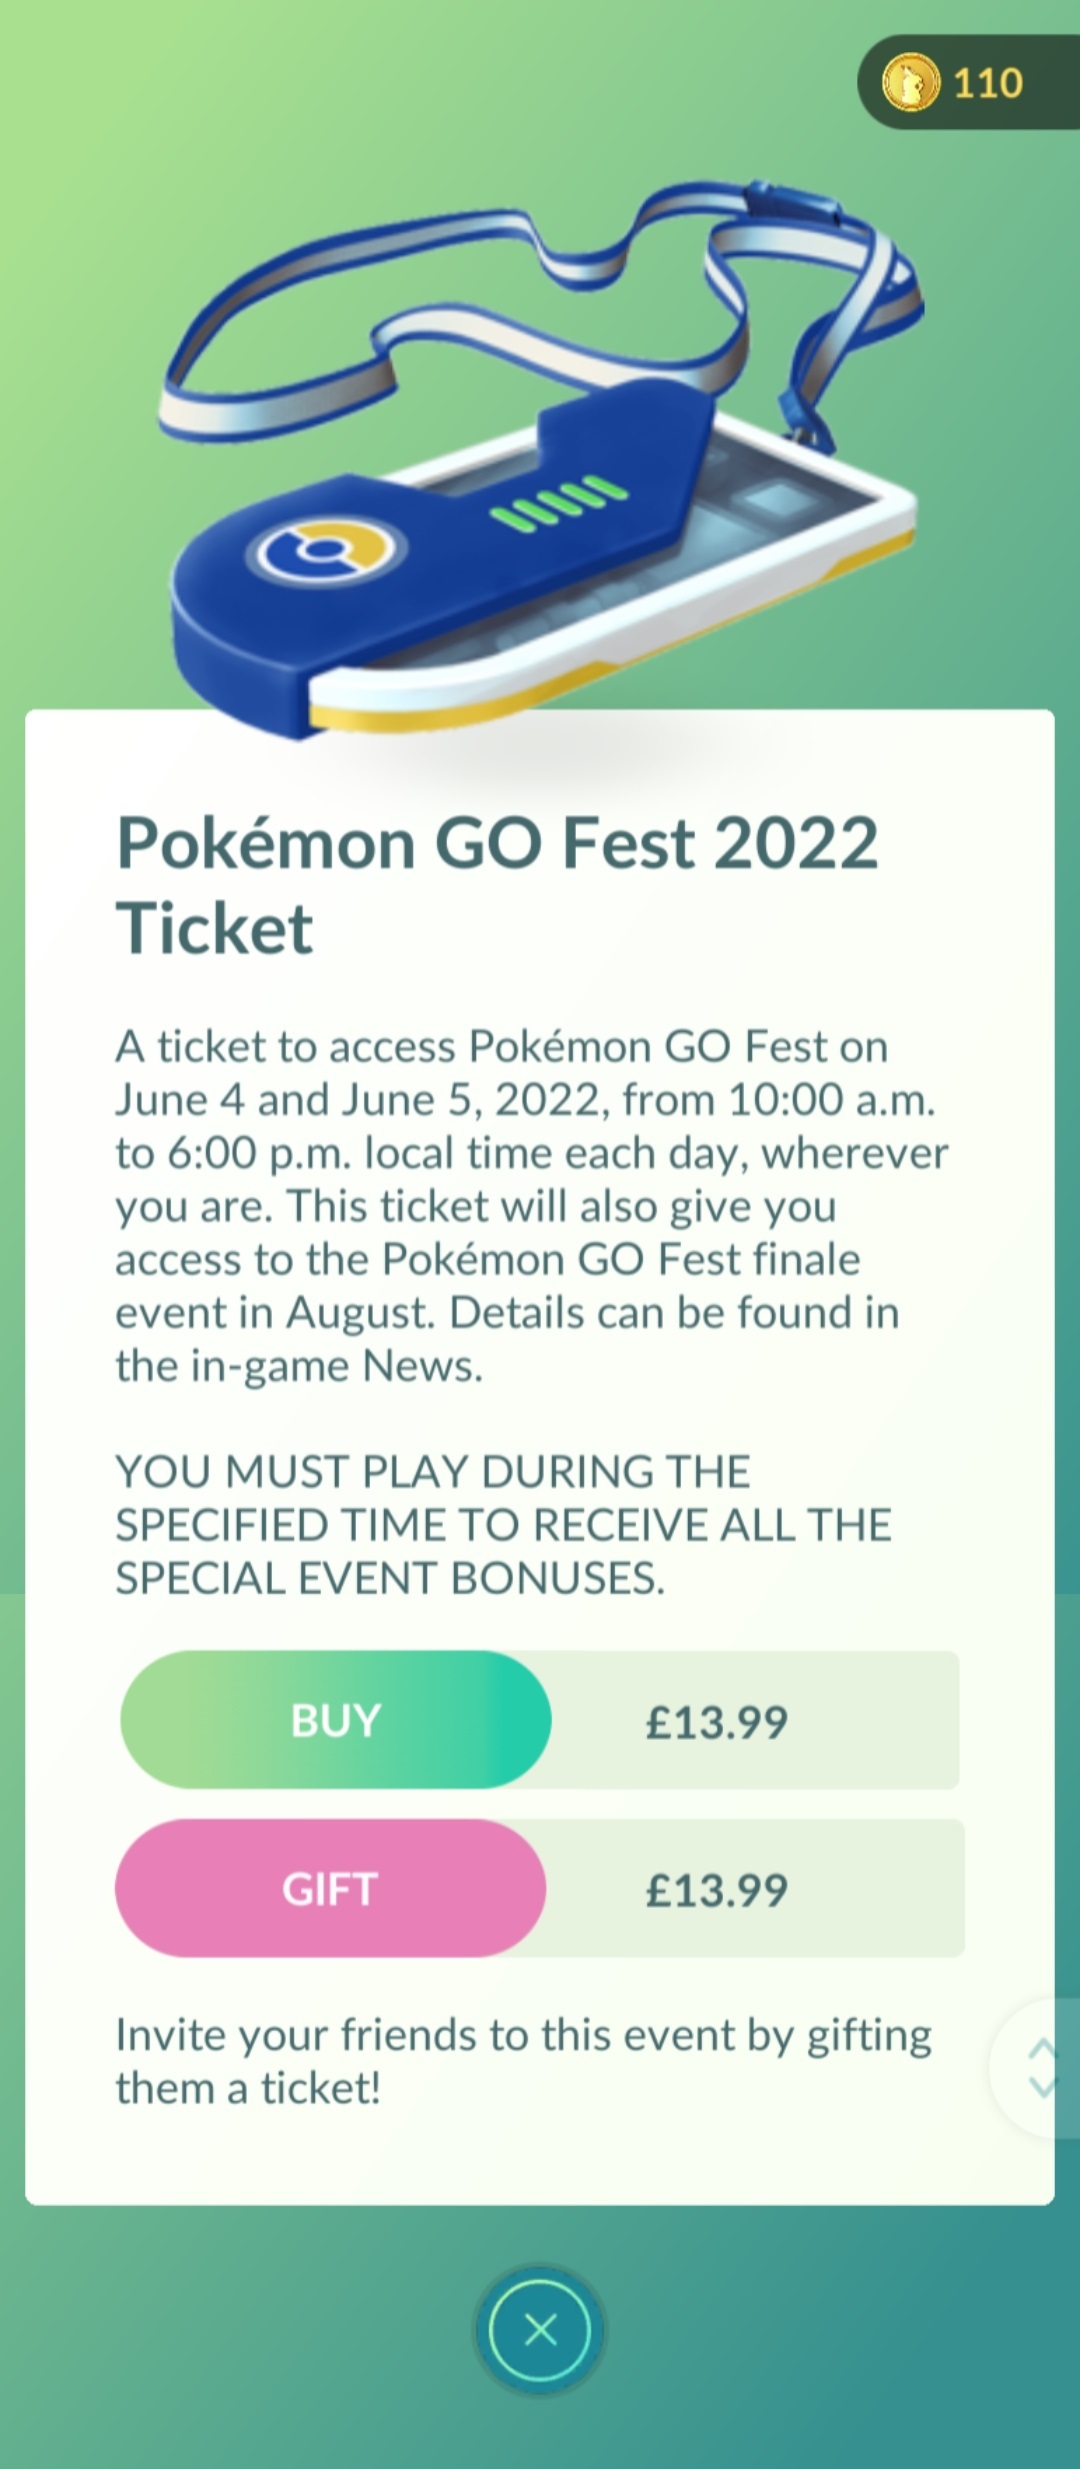 110
Pokémon GO Fest 2022
Ticket
A ticket to access Pokémon GO Fest on
June 4 and June 5, 2022, from 10:00 a.m.
to 6:00 p.m. local time each day, wherever
you are. This ticket will also give you
access to the Pokémon GO Fest finale
event in August. Details can be found in
the in-game News.
YOU MUST PLAY DURING THE
SPECIFIED TIME TO RECEIVE ALL THE
SPECIAL EVENT BONUSES.
BUY £13.99
GIFT £13.99
Invite your friends to this event by gifting
them a ticket!